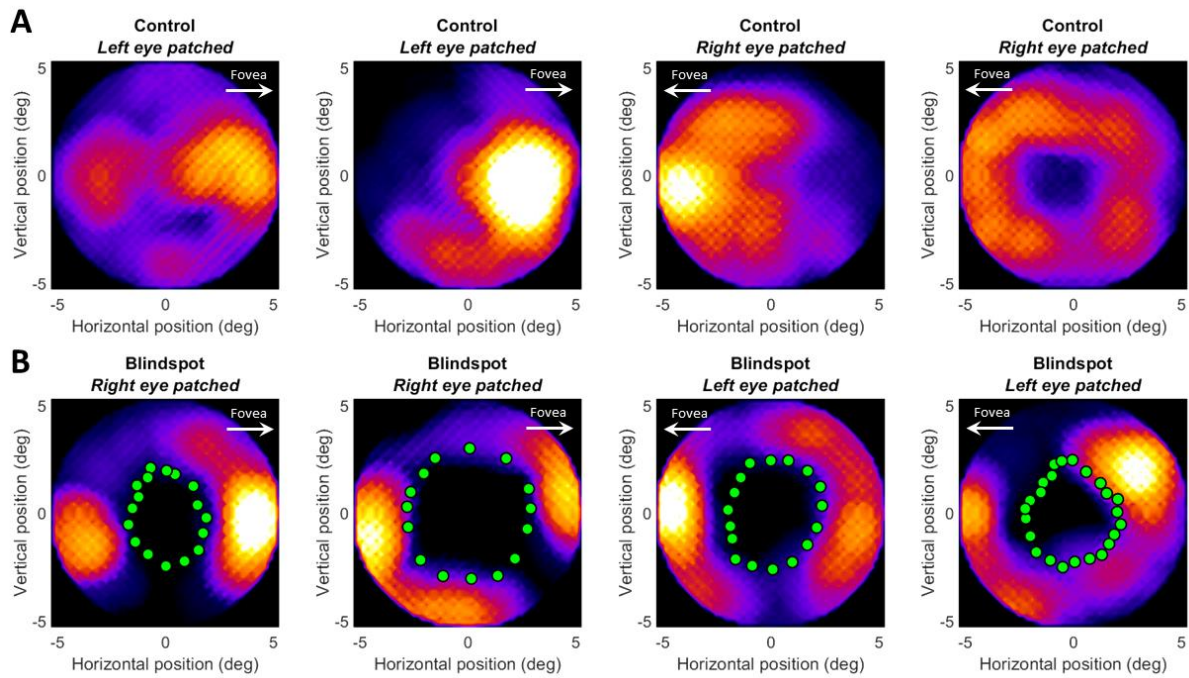 A
Control
Left eye patched
Control
Left eye patched
Control
Right eye patched
Control
Right eye patched
Vertical position (deg)
5
0
-5
Fovea
-5 0 5
Horizontal position (deg)
Vertical position (deg)
5
0
-5
Fovea
-5 0 5
Horizontal position (deg)
Vertical position (deg)
5
0
-5
Fovea
-5 0 5
Horizontal position (deg)
Vertical position (deg)
5
0
-5
Fovea
-5 0 5
Horizontal position (deg)
B
Blindspot
Right eye patched
Blindspot
Right eye patched
Blindspot
Left eye patched
Blindspot
Left eye patched
Vertical position (deg)
5
0
-5
Fovea
-5 0 5
Horizontal position (deg)
Vertical position (deg)
5
0
-5
Fovea
-5 0 5
Horizontal position (deg)
Vertical position (deg)
5
0
-5
Fovea
-5 0 5
Horizontal position (deg)
Vertical position (deg)
5
0
-5
Fovea
-5 0 5
Horizontal position (deg)